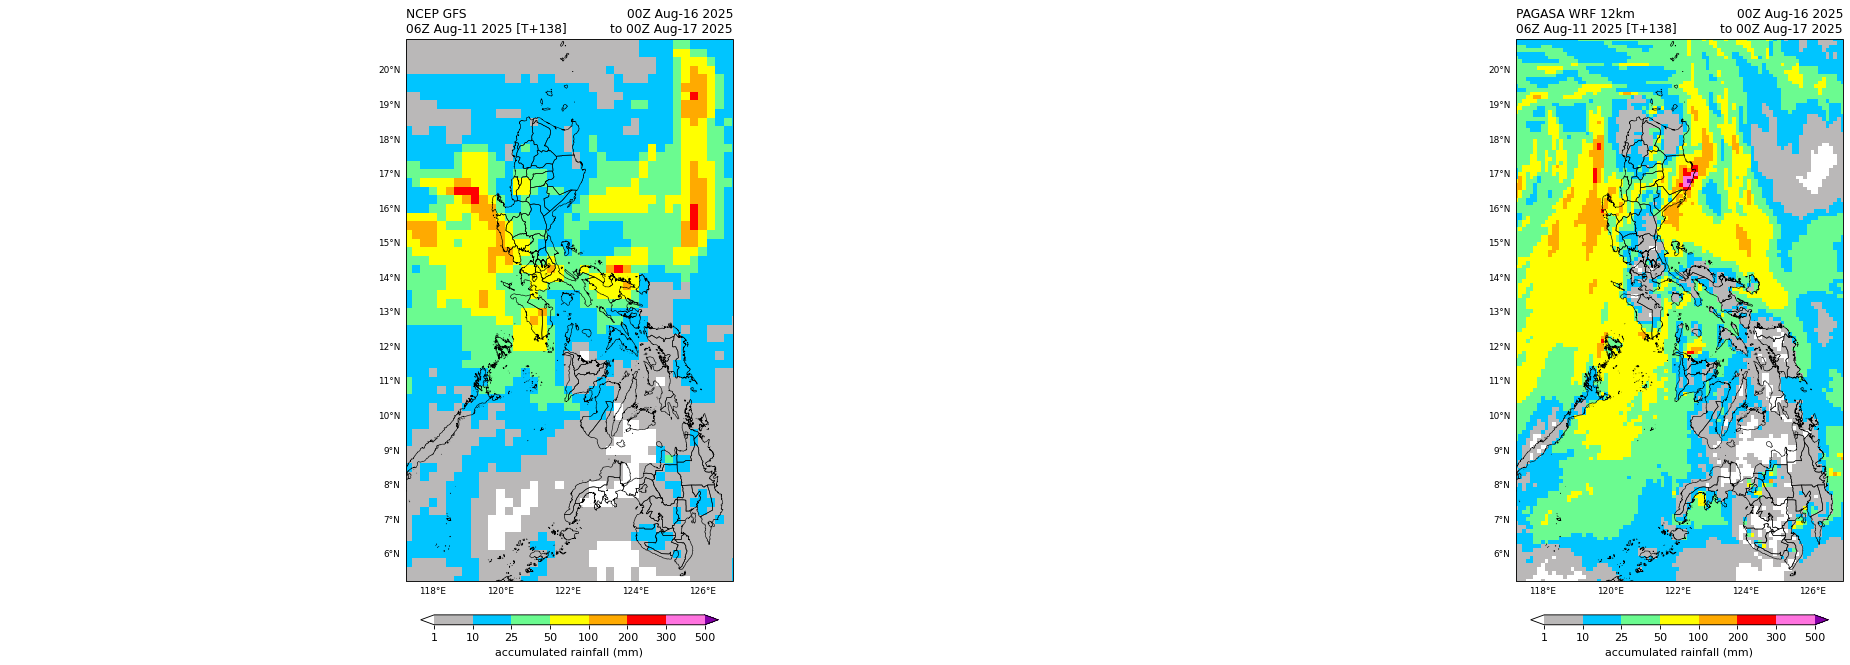 NCEP GFS 00Z Aug-16 2025
06Z Aug-11 2025 [T+138] to 00Z Aug-17 2025
20°N
19°N
18°N
17°N
16°N
15°N
14°N
13°N
12°N
11°N
10°N
9°N
8°N
7°N
6°N
118°E 120°E 122°E 124°E 126°E
1 10 25 50 100 200 300 500
accumulated rainfall (mm)
PAGASA WRF 12km 00Z Aug-16 2025
06Z Aug-11 2025 [T+138] to 00Z Aug-17 2025
20°N
19°N
18°N
17°N
16°N
15°N
14°N
13°N
12°N
11°N
10°N
9°N
8°N
7°N
6°N
118°E 120°E 122°E 124°E 126°E
1 10 25 50 100 200 300 500
accumulated rainfall (mm)